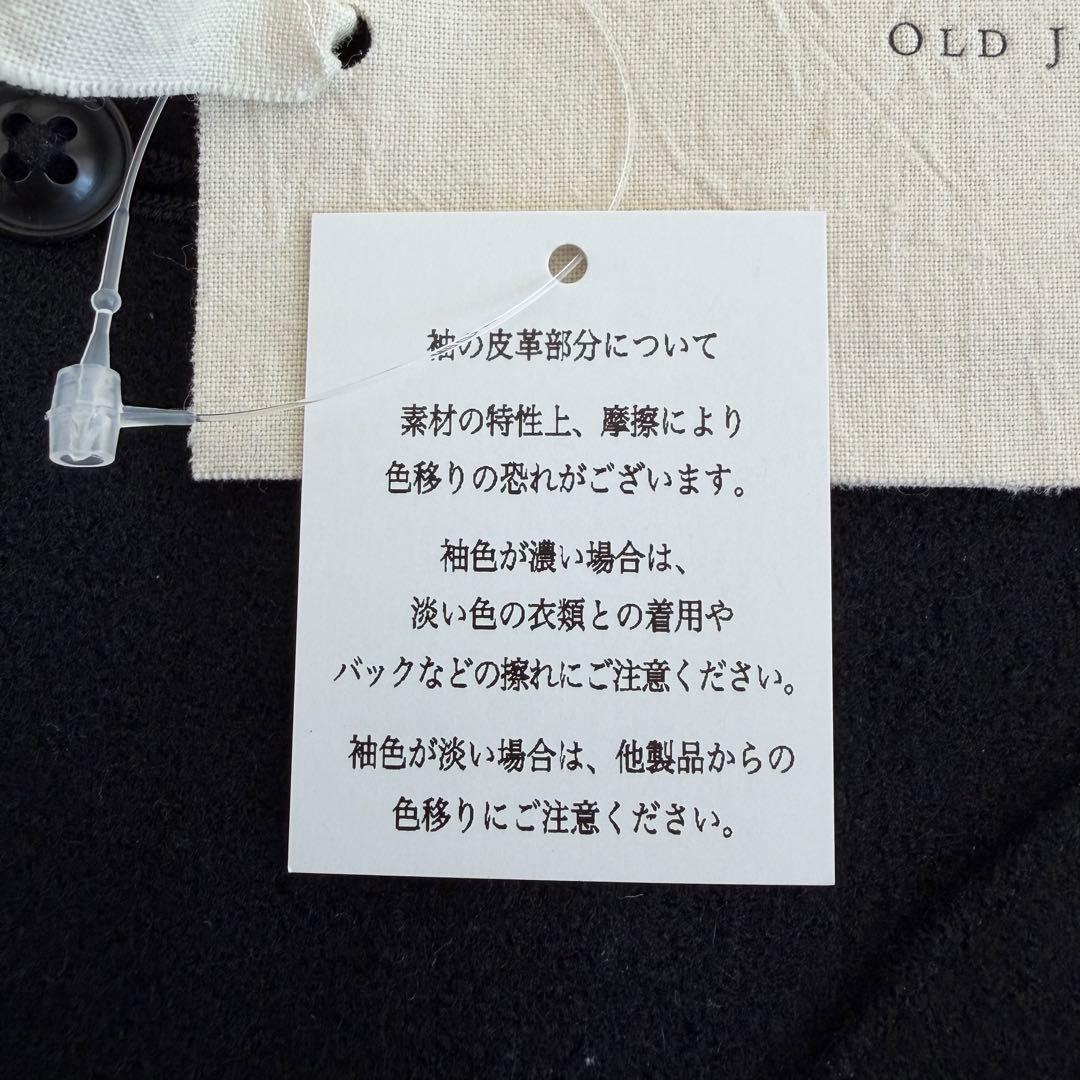 OLD J
袖の皮革部分について
素材の特性上、摩擦により
色移りの恐れがございます。
袖色が濃い場合は、
淡い色の衣類との着用や
バックなどの擦れにご注意ください。
袖色が淡い場合は、他製品からの
色移りにご注意ください。